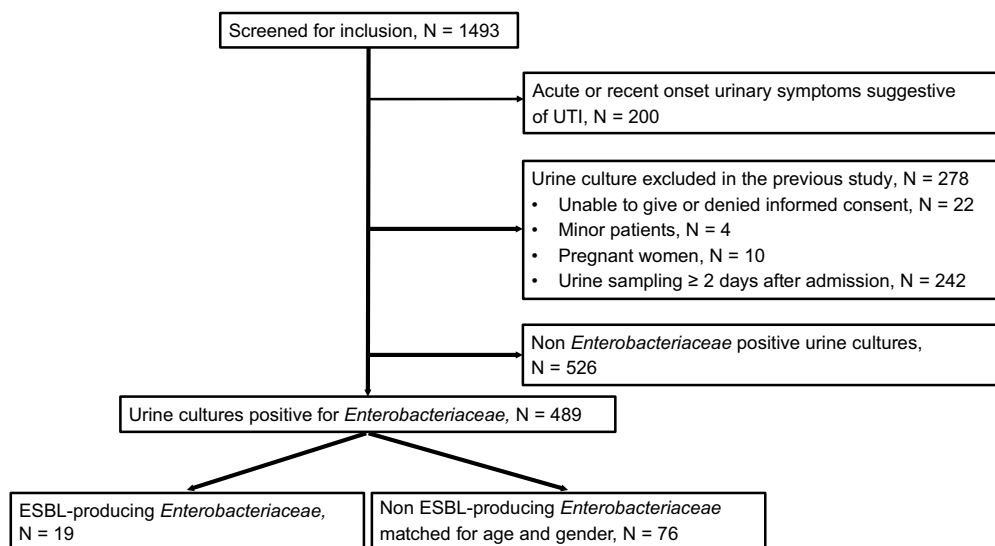 Screened for inclusion, N = 1493
Acute or recent onset urinary symptoms suggestive
of UTI, N = 200
Urine culture excluded in the previous study, N = 278
• Unable to give or denied informed consent, N = 22
• Minor patients, N = 4
• Pregnant women, N = 10
• Urine sampling ≥ 2 days after admission, N = 242
Non Enterobacteriaceae positive urine cultures,
N = 526
Urine cultures positive for Enterobacteriaceae, N = 489
ESBL-producing Enterobacteriaceae,
N = 19
Non ESBL-producing Enterobacteriaceae
matched for age and gender, N = 76